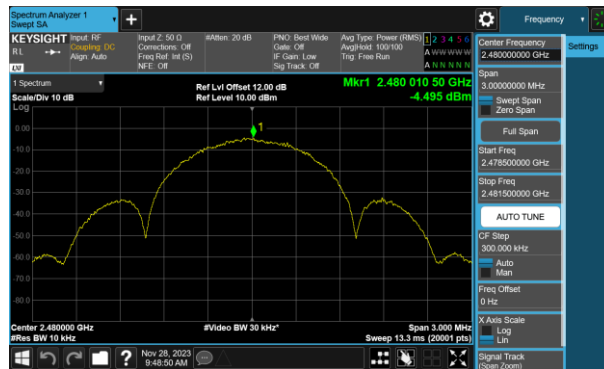 Spectrum Analyzer 1
Swept SA
+
Frequency
KEYSIGHT Input: RF
RL Coupling: DC
Align: Auto
LXI
Input Z: 50 Ω
Corrections: Off
Freq Ref: Int (S)
NFE: Off
#Atten: 20 dB
PNO: Best Wide
Gate: Off
IF Gain: Low
Sig Track: Off
Avg Type: Power (RMS)
Avg|Hold: 100/100
Trig: Free Run
1 2 3 4 5 6
A W W W W W
A N N N N N
1 Spectrum
Scale/Div 10 dB
Log
Ref Lvl Offset 12.00 dB
Ref Level 10.00 dBm
Mkr1 2.480 010 50 GHz
-4.495 dBm
1
0.00
-10.0
-20.0
-30.0
-40.0
-50.0
-60.0
-70.0
-80.0
Center 2.480000 GHz
#Res BW 10 kHz
#Video BW 30 kHz*
Span 3.000 MHz
Sweep 13.3 ms (20001 pts)
Nov 28, 2023
9:48:50 AM
?
Center Frequency
2.480000000 GHz
Span
3.00000000 MHz
Swept Span
Zero Span
Full Span
Start Freq
2.478500000 GHz
Stop Freq
2.481500000 GHz
AUTO TUNE
CF Step
300.000 kHz
Auto
Man
Freq Offset
0 Hz
X Axis Scale
Log
Lin
Signal Track
(Span Zoom)
Settings